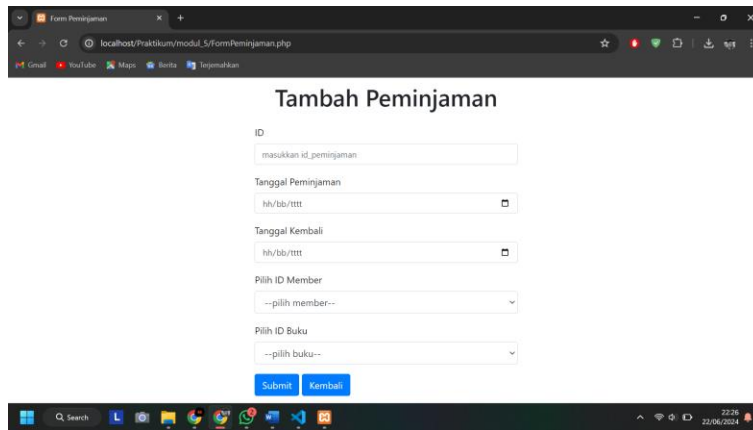 Form Peminjaman
localhost/Praktikum/modul_5/FormPeminjaman.php
Gmail YouTube Maps Berita Terjemahkan
Tambah Peminjaman
ID
masukkan id_peminjaman
Tanggal Peminjaman
hh/bb/tttt
Tanggal Kembali
hh/bb/tttt
Pilih ID Member
--pilih member--
Pilih ID Buku
--pilih buku--
Submit Kembali
Search
22:26
22/06/2024